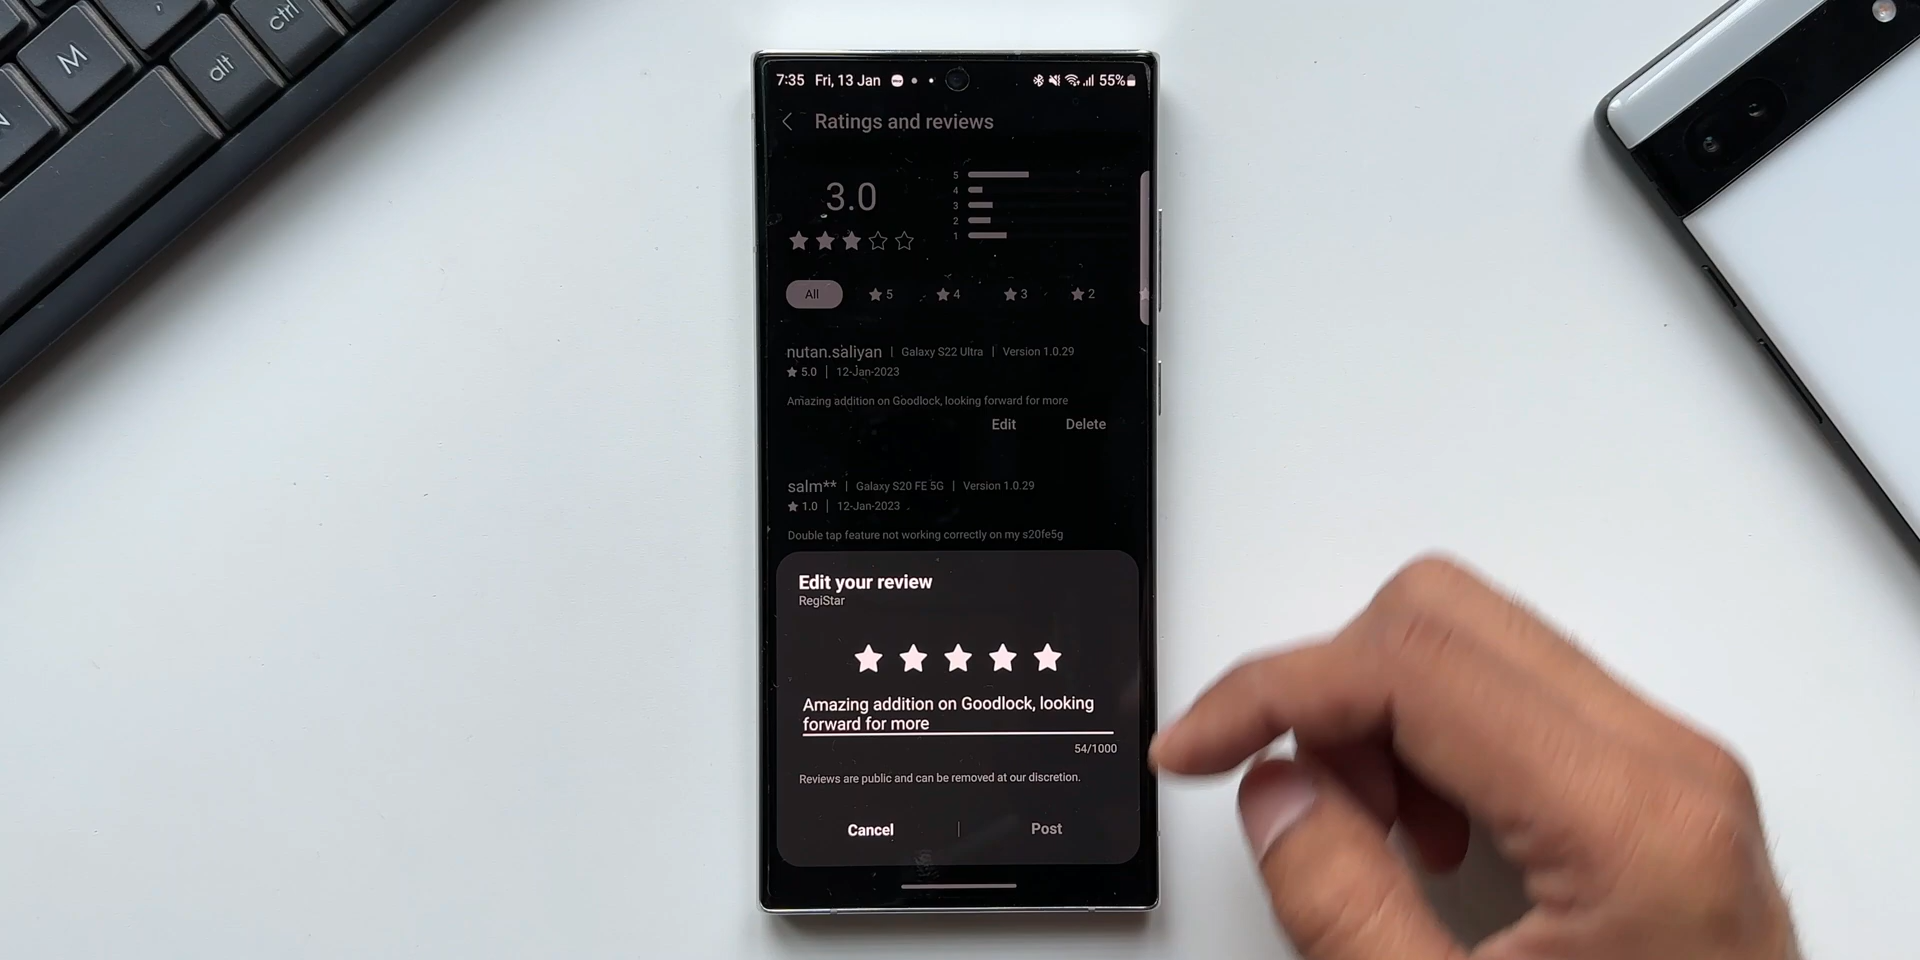 M
alt
ctrl
N
7:35 Fri, 13 Jan 55%
Ratings and reviews
3.0
5
4
3
2
1
All 5 4 3 2
nutan.saliyan | Galaxy S22 Ultra | Version 1.0.29
5.0 | 12-Jan-2023
Amazing addition on Goodlock, looking forward for more
Edit Delete
salm** | Galaxy S20 FE 5G | Version 1.0.29
1.0 | 12-Jan-2023
Double tap feature not working correctly on my s20fe5g
Edit your review
RegiStar
Amazing addition on Goodlock, looking
forward for more
54/1000
Reviews are public and can be removed at our discretion.
Cancel | Post